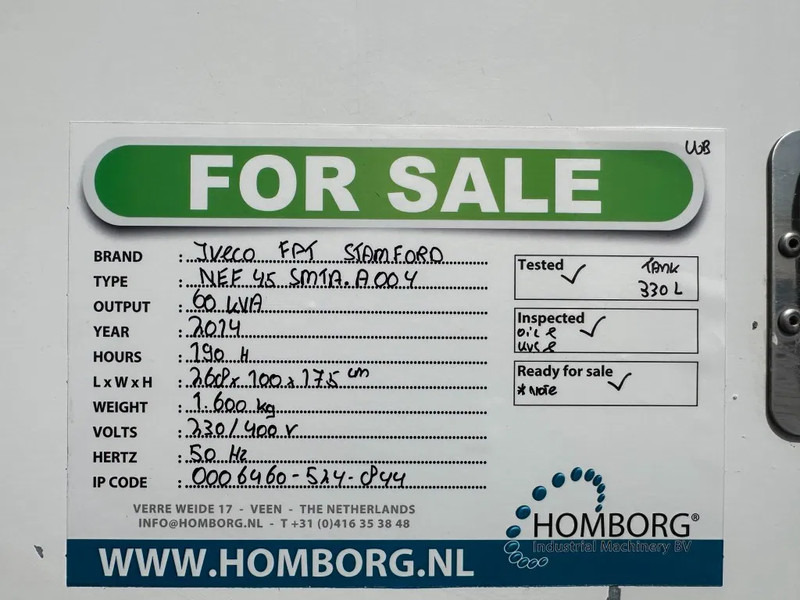 UB
FOR SALE
BRAND : Iveco FPT STAMFORD
TYPE : NEF 45 SM1A.A004
OUTPUT : 60 KVA
YEAR : 2014
HOURS : 190 H
L x W x H : 268 x 100 x 175 cm
WEIGHT : 1.600 kg
VOLTS : 230/400 V
HERTZ : 50 Hz
IP CODE : 0006460-524-844
Tested ✓ TANK
330 L
Inspected ✓
Ready for sale ✓
* Note
VERRE WEIDE 17 - VEEN - THE NETHERLANDS
INFO@HOMBORG.NL - T +31 (0)416 35 38 48
HOMBORG®
Industrial Machinery BV
WWW.HOMBORG.NL